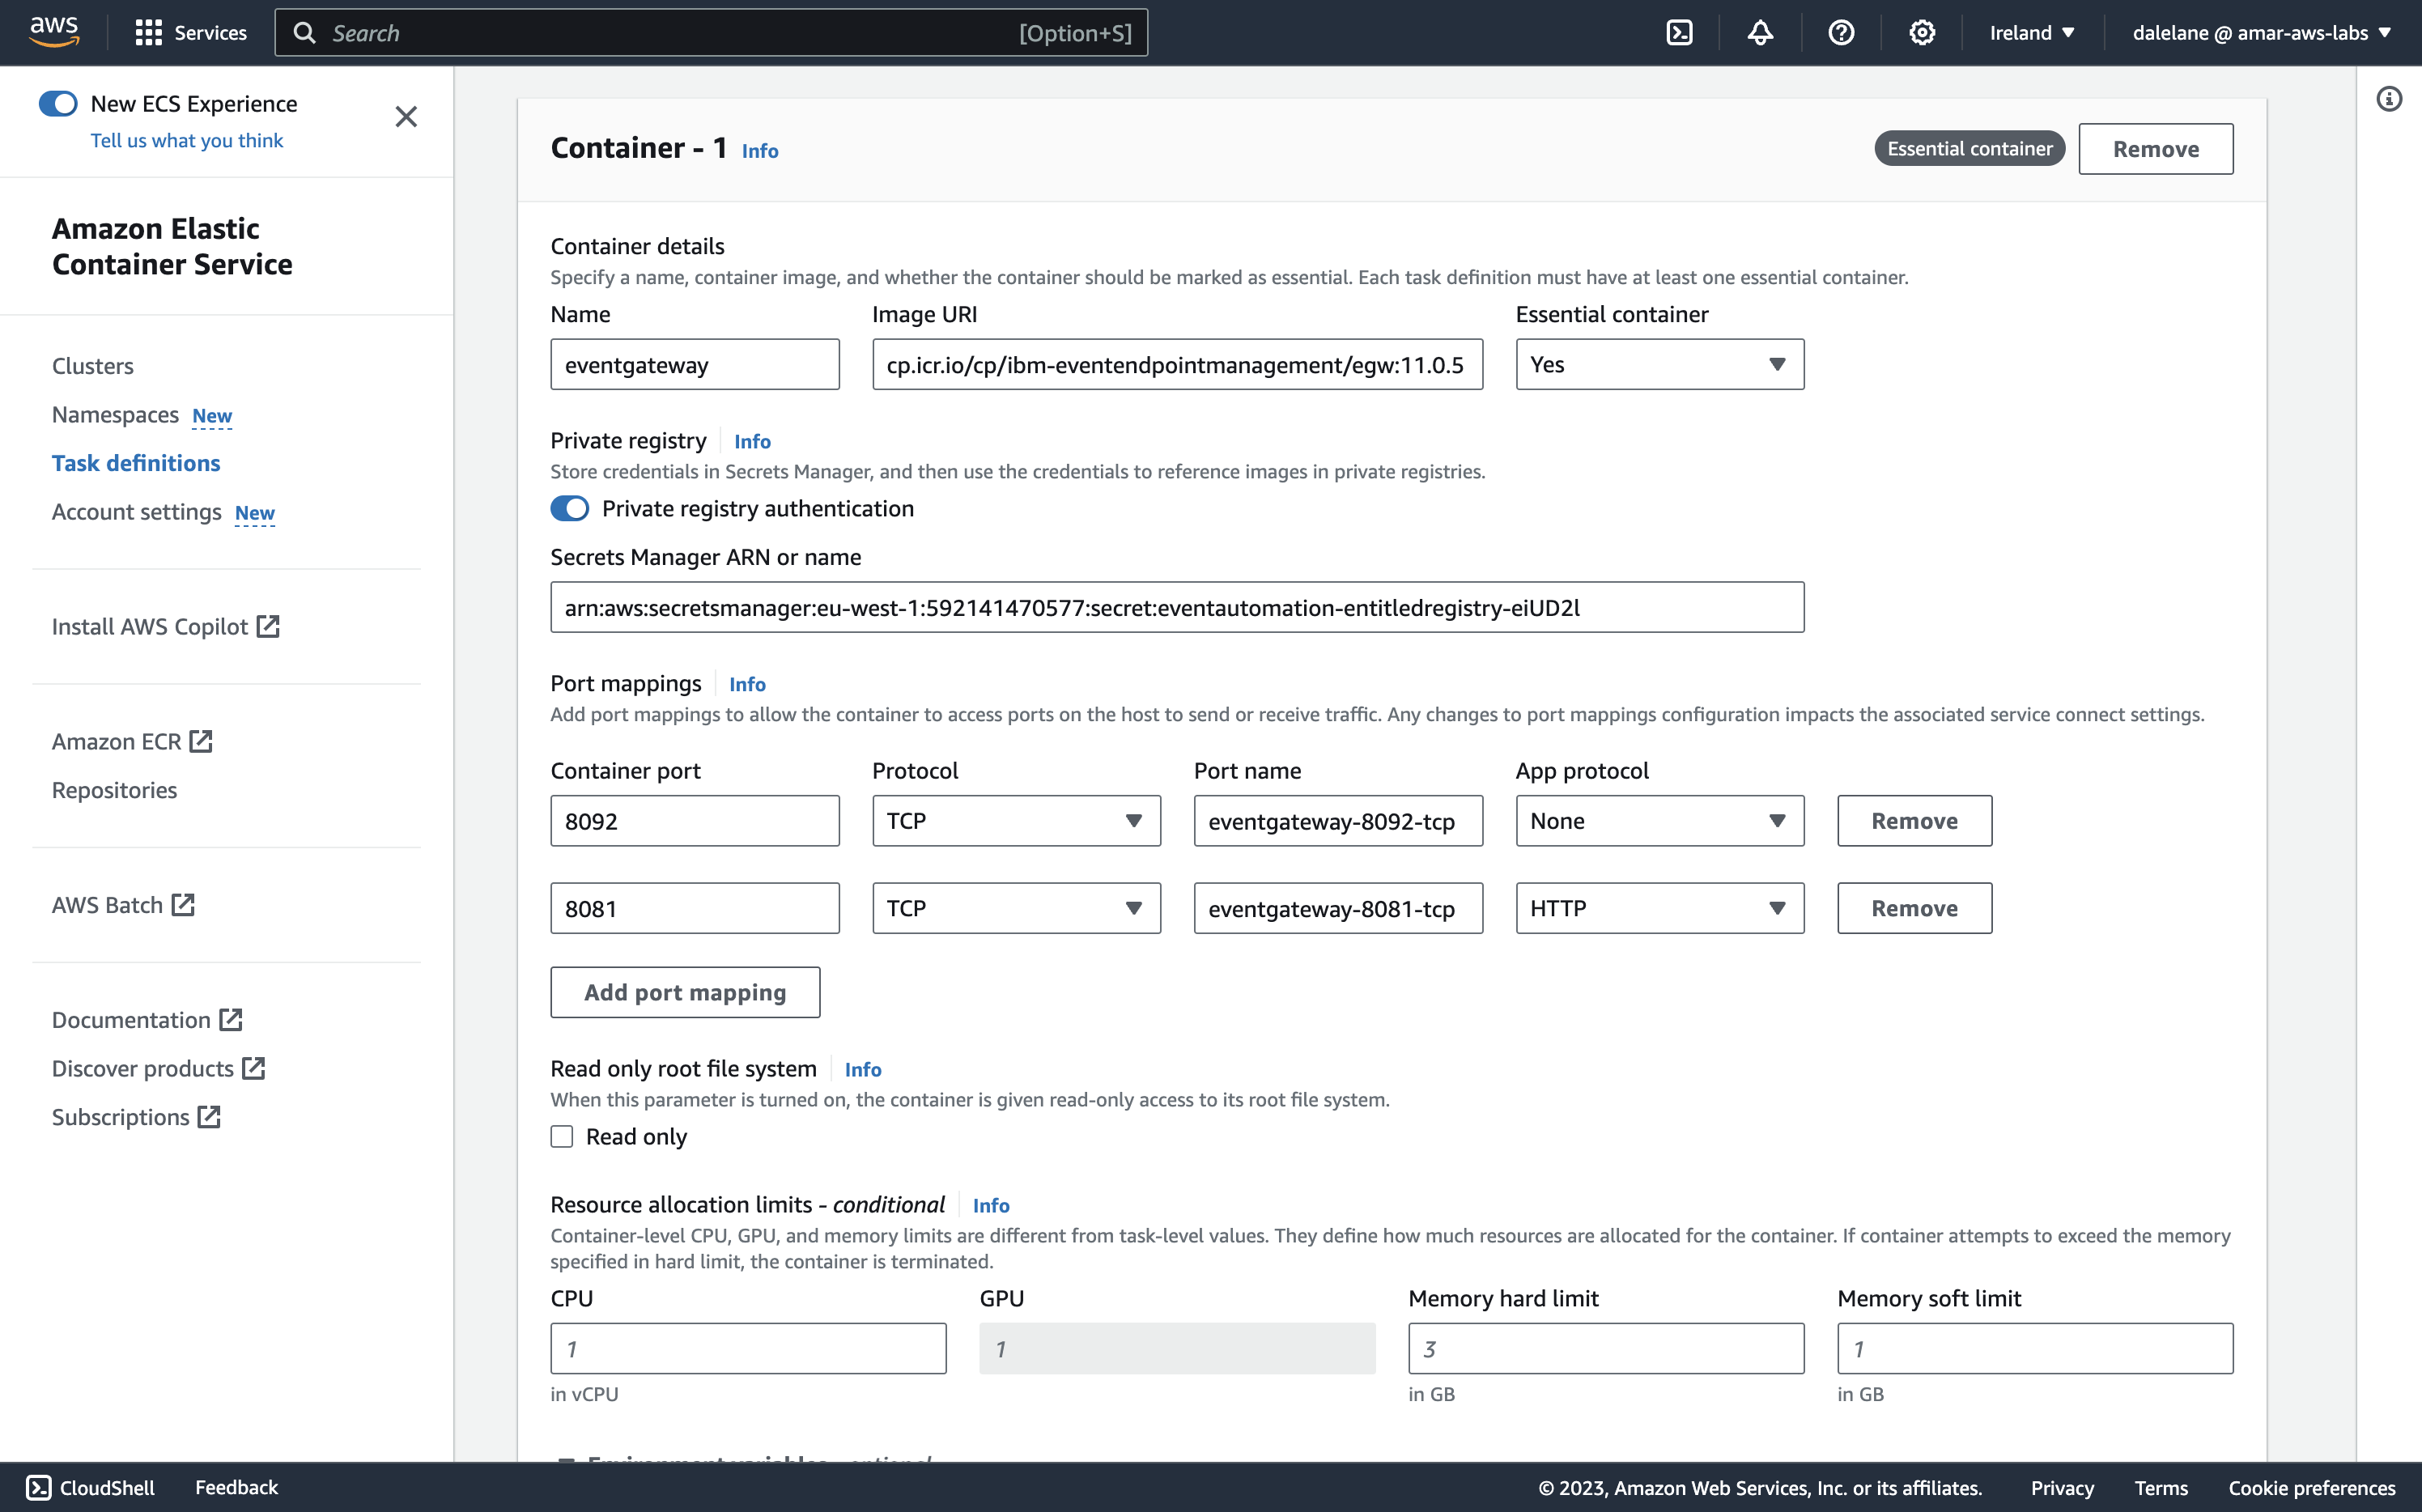 aws
Services
Search
[Option+S]
Ireland
dalelane @ amar-aws-labs
New ECS Experience
Tell us what you think
Amazon Elastic
Container Service
Clusters
Namespaces New
Task definitions
Account settings New
Install AWS Copilot
Amazon ECR
Repositories
AWS Batch
Documentation
Discover products
Subscriptions
Container - 1 Info
Essential container
Remove
Container details
Specify a name, container image, and whether the container should be marked as essential. Each task definition must have at least one essential container.
Name Image URI Essential container
eventgateway cp.icr.io/cp/ibm-eventendpointmanagement/egw:11.0.5 Yes
Private registry Info
Store credentials in Secrets Manager, and then use the credentials to reference images in private registries.
Private registry authentication
Secrets Manager ARN or name
arn:aws:secretsmanager:eu-west-1:592141470577:secret:eventautomation-entitledregistry-eiUD2l
Port mappings Info
Add port mappings to allow the container to access ports on the host to send or receive traffic. Any changes to port mappings configuration impacts the associated service connect settings.
Container port Protocol Port name App protocol
8092 TCP eventgateway-8092-tcp None Remove
8081 TCP eventgateway-8081-tcp HTTP Remove
Add port mapping
Read only root file system Info
When this parameter is turned on, the container is given read-only access to its root file system.
Read only
Resource allocation limits - conditional Info
Container-level CPU, GPU, and memory limits are different from task-level values. They define how much resources are allocated for the container. If container attempts to exceed the memory
specified in hard limit, the container is terminated.
CPU GPU Memory hard limit Memory soft limit
1 1 3 1
in vCPU in GB in GB
Environment variables - optional
CloudShell Feedback © 2023, Amazon Web Services, Inc. or its affiliates. Privacy Terms Cookie preferences